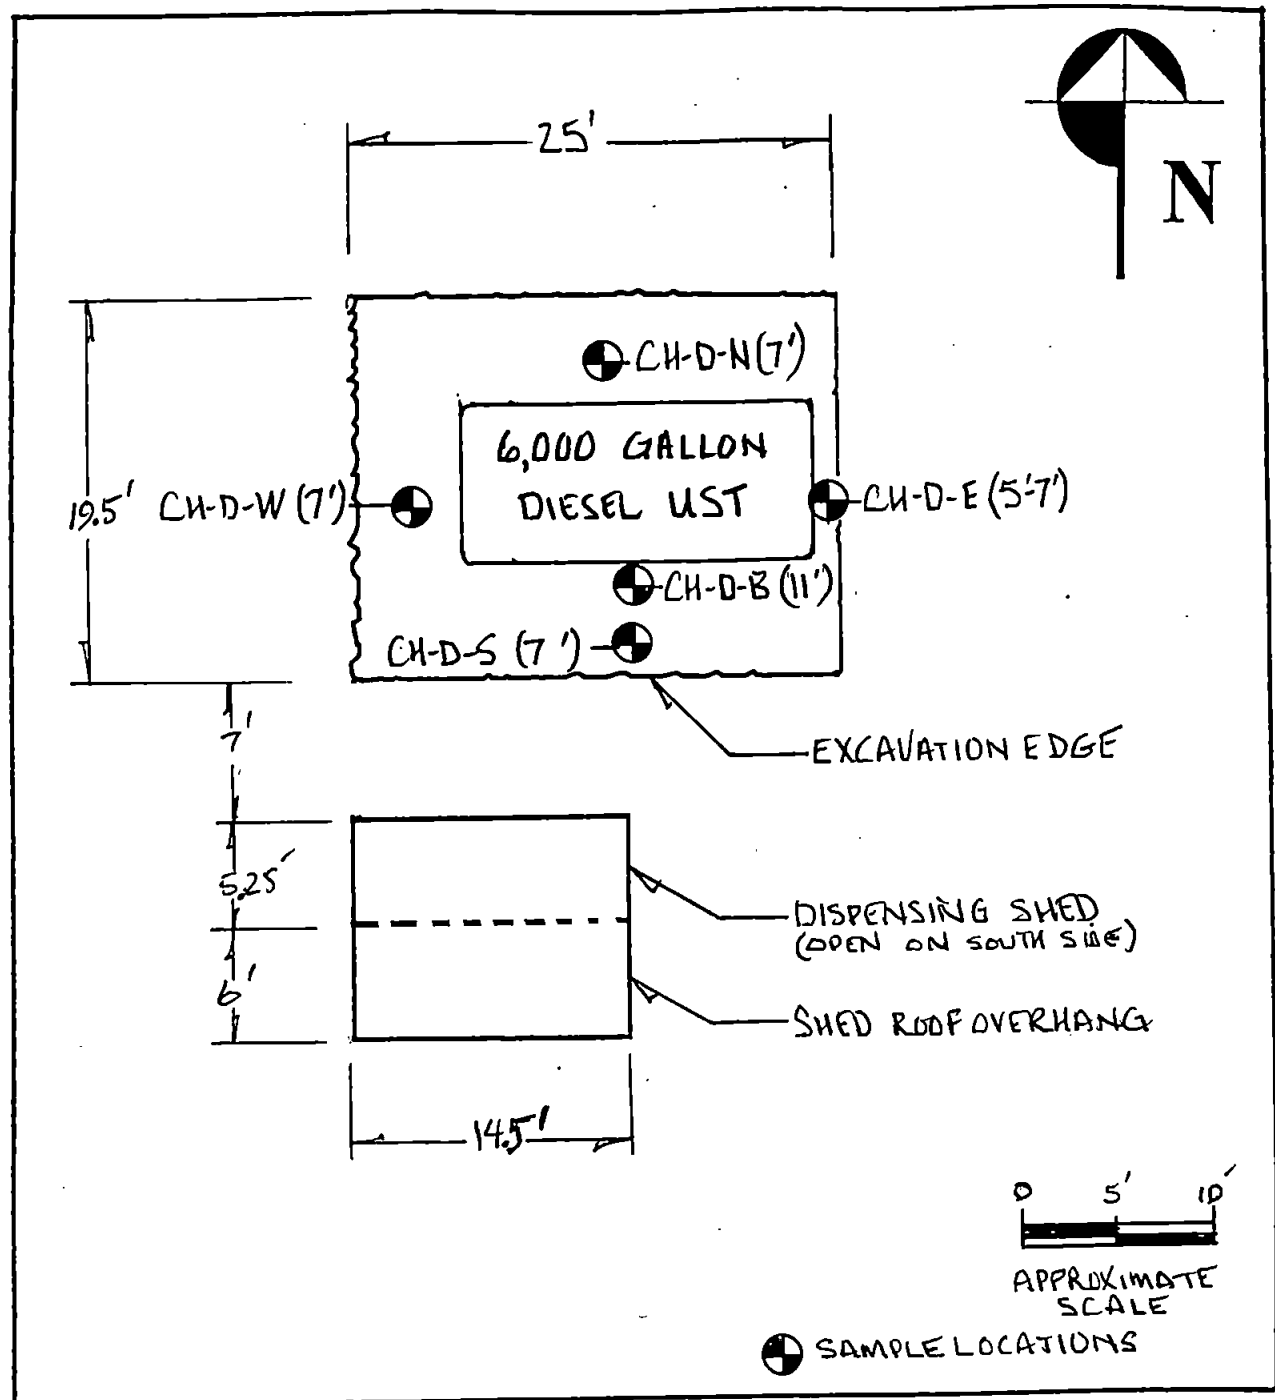 25'
N
CH-D-N (7')
6,000 GALLON
DIESEL UST
19.5'
CH-D-W (7')
CH-D-E (5'-7')
CH-D-B (11')
CH-D-S (7')
7'
EXCAVATION EDGE
5.25'
DISPENSING SHED
(OPEN ON SOUTH SIDE)
6'
SHED ROOF OVERHANG
14.5'
0 5' 10'
APPROXIMATE
SCALE
SAMPLE LOCATIONS